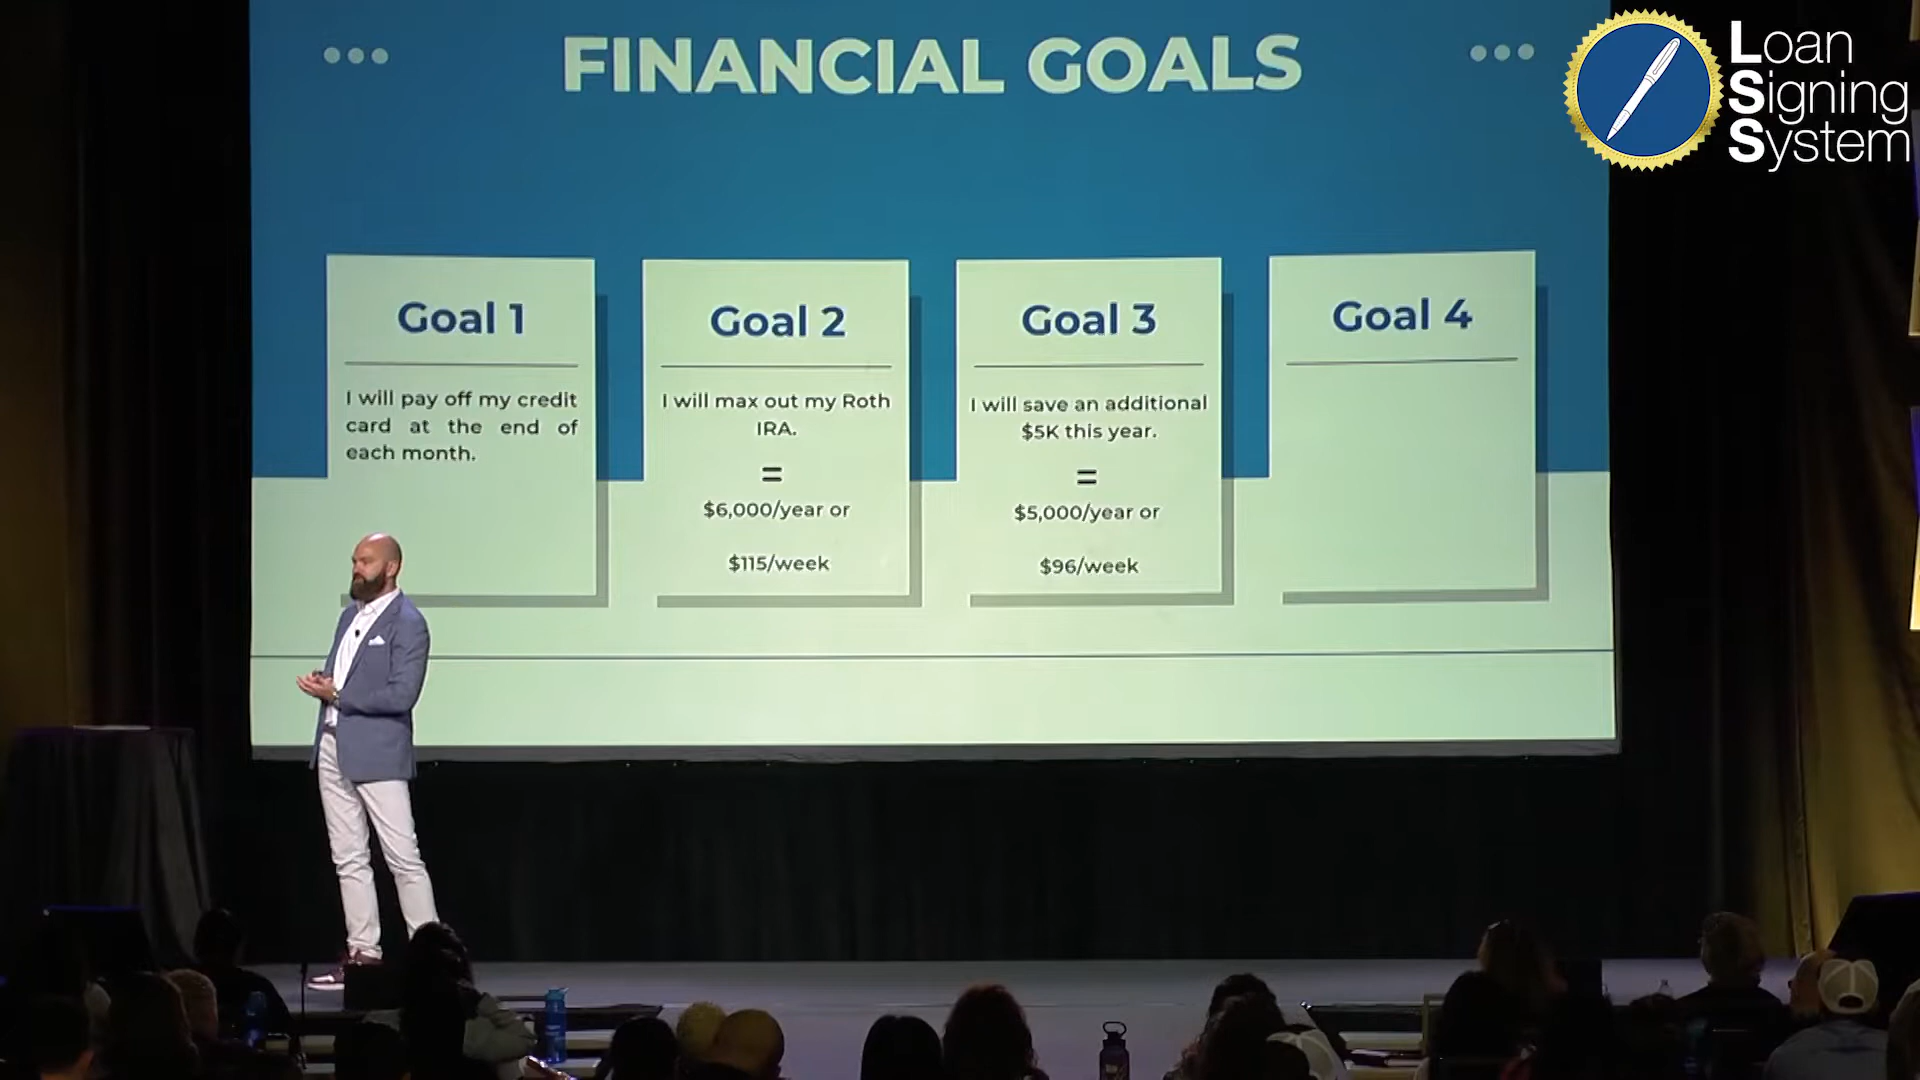 FINANCIAL GOALS
Loan
Signing
System
Goal 1
I will pay off my credit
card at the end of
each month.
Goal 2
I will max out my Roth
IRA.
=
$6,000/year or
$115/week
Goal 3
I will save an additional
$5K this year.
=
$5,000/year or
$96/week
Goal 4